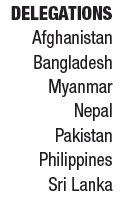 DELEGATIONS
Afghanistan
Bangladesh
Myanmar
Nepal
Pakistan
Philippines
Sri Lanka